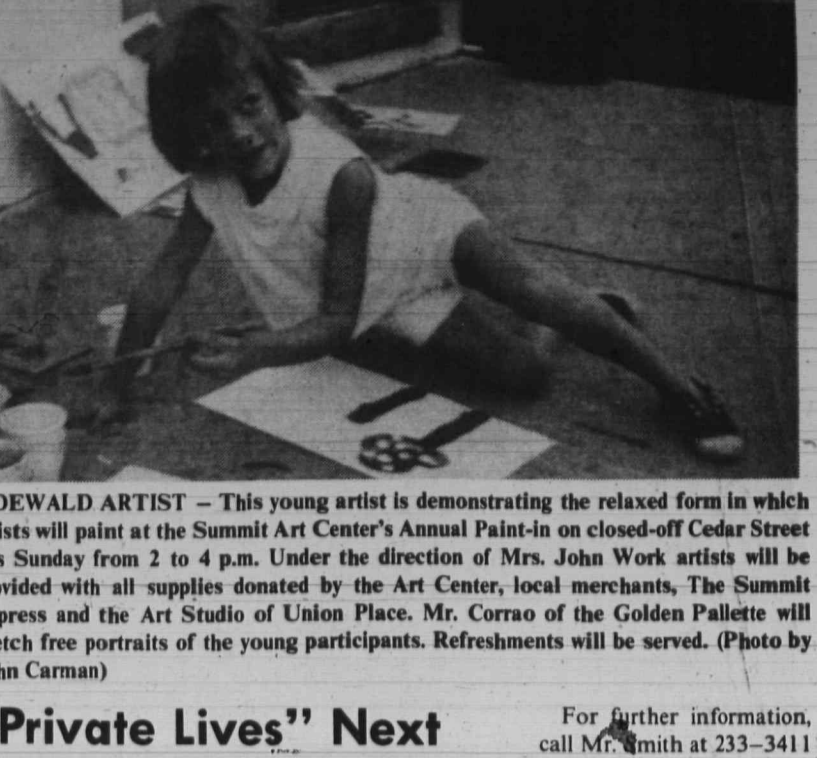 DEWALD ARTIST — This young artist is demonstrating the relaxed form in which
ists will paint at the Summit Art Center's Annual Paint-in on closed-off Cedar Street
s Sunday from 2 to 4 p.m. Under the direction of Mrs. John Work artists will be
vided with all supplies donated by the Art Center, local merchants, The Summit
press and the Art Studio of Union Place. Mr. Corrao of the Golden Pallette will
etch free portraits of the young participants. Refreshments will be served. (Photo by
hn Carman)
Private Lives" Next
For further information,
call Mr. Smith at 233-3411